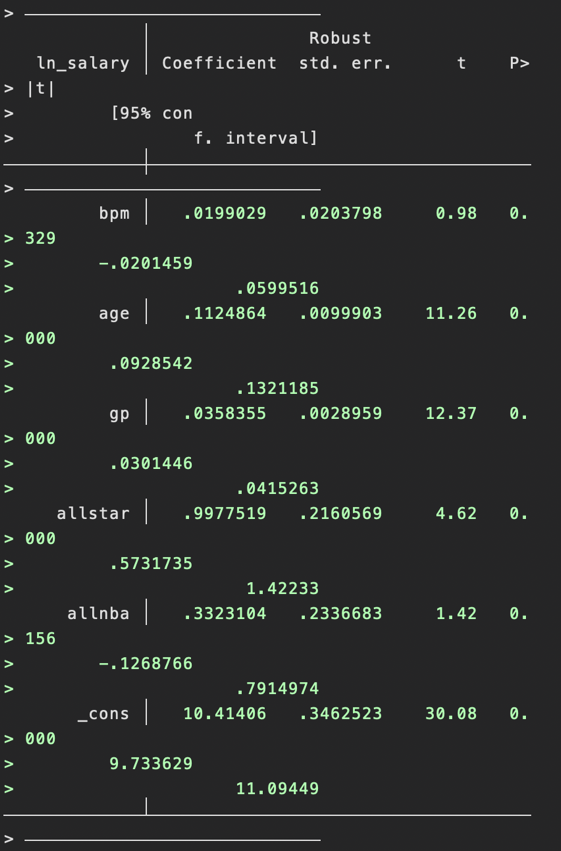 >
Robust
ln_salary Coefficient std. err. t P>
> |t|
> [95% con
> f. interval]
>
bpm .0199029 .0203798 0.98 0.
> 329
> -.0201459
> .0599516
age .1124864 .0099903 11.26 0.
> 000
> .0928542
> .1321185
gp .0358355 .0028959 12.37 0.
> 000
> .0301446
> .0415263
allstar .9977519 .2160569 4.62 0.
> 000
> .5731735
> 1.42233
allnba .3323104 .2336683 1.42 0.
> 156
> -.1268766
> .7914974
_cons 10.41406 .3462523 30.08 0.
> 000
> 9.733629
> 11.09449
>